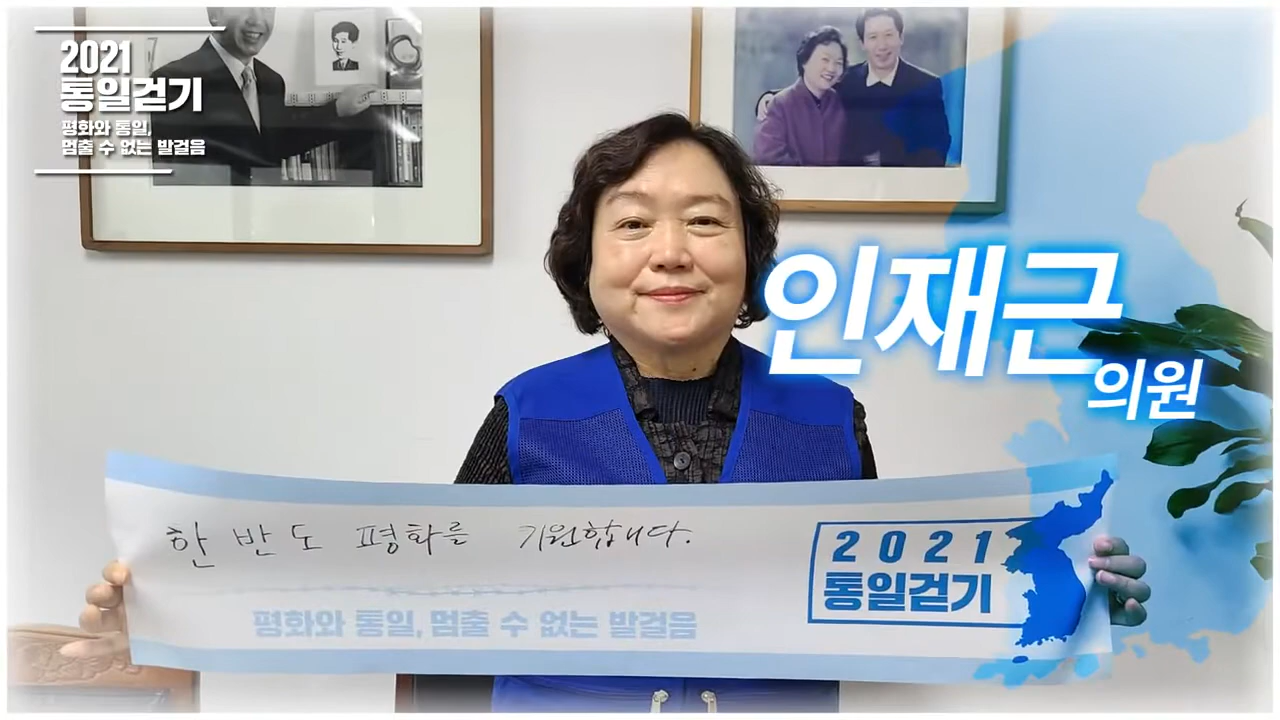 2021
통일걷기
평화와 통일,
멈출 수 없는 발걸음
인재근
의원
한반도 평화를 기원합니다.
평화와 통일, 멈출 수 없는 발걸음
2021
통일걷기